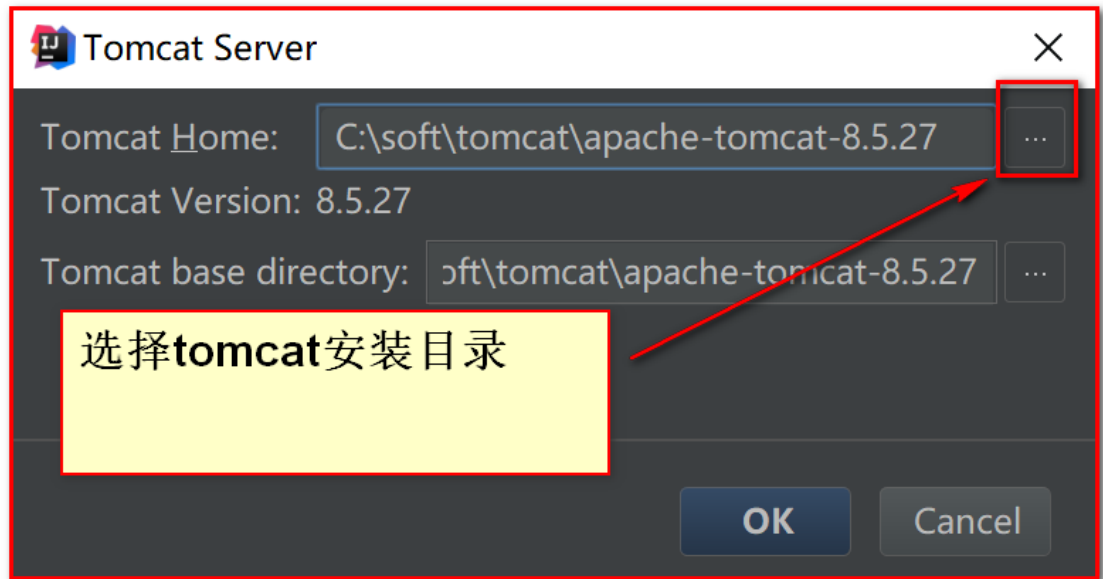 Tomcat Server
Tomcat Home: C:\soft\tomcat\apache-tomcat-8.5.27 ...
Tomcat Version: 8.5.27
Tomcat base directory: oft\tomcat\apache-tomcat-8.5.27 ...
选择tomcat安装目录
OK Cancel